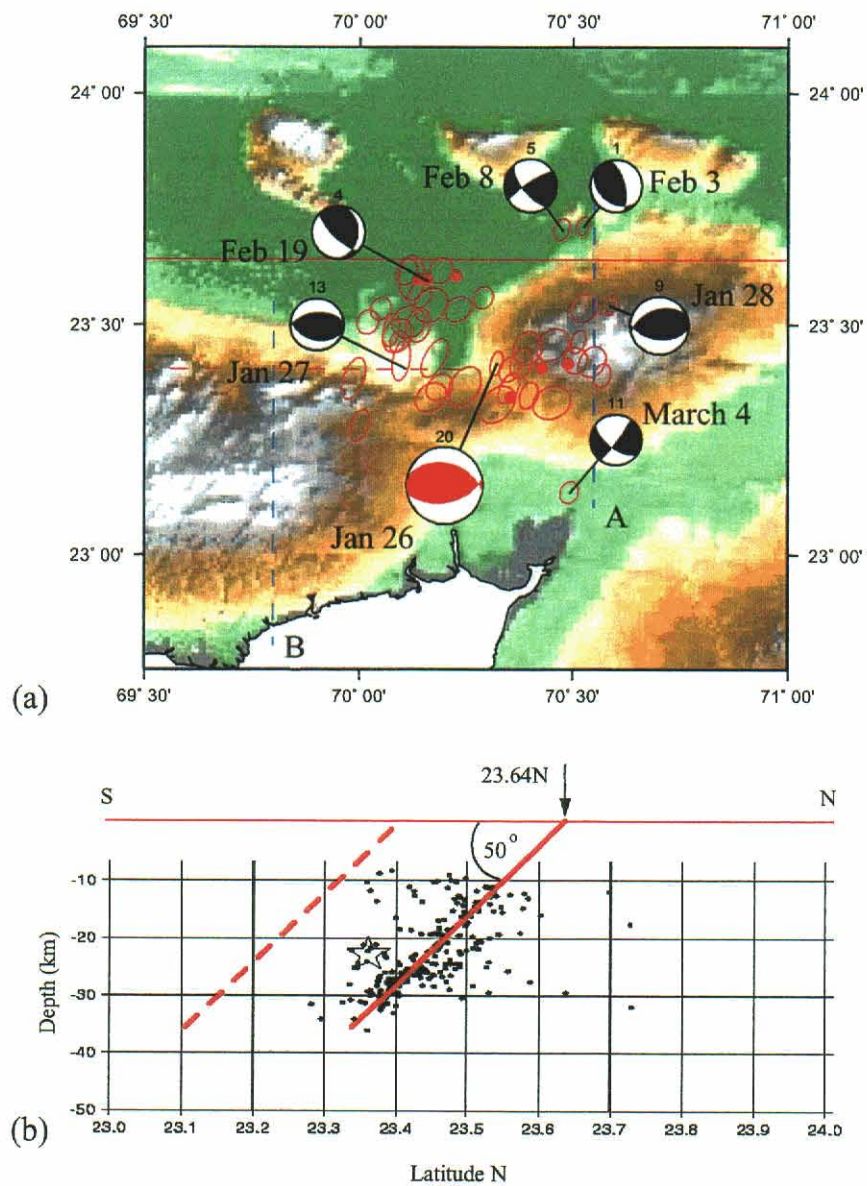 69° 30' 70° 00' 70° 30' 71° 00'
24° 00' 24° 00'
5 1
Feb 8 Feb 3
4
Feb 19
13 9
Jan 28
23° 30' 23° 30'
Jan 27
11
March 4
20
A
Jan 26
23° 00' 23° 00'
B
(a)
69° 30' 70° 00' 70° 30' 71° 00'
23.64N
S N
50°
-10
-20
-30
-40
-50
Depth (km)
(b)
23.0 23.1 23.2 23.3 23.4 23.5 23.6 23.7 23.8 23.9 24.0
Latitude N